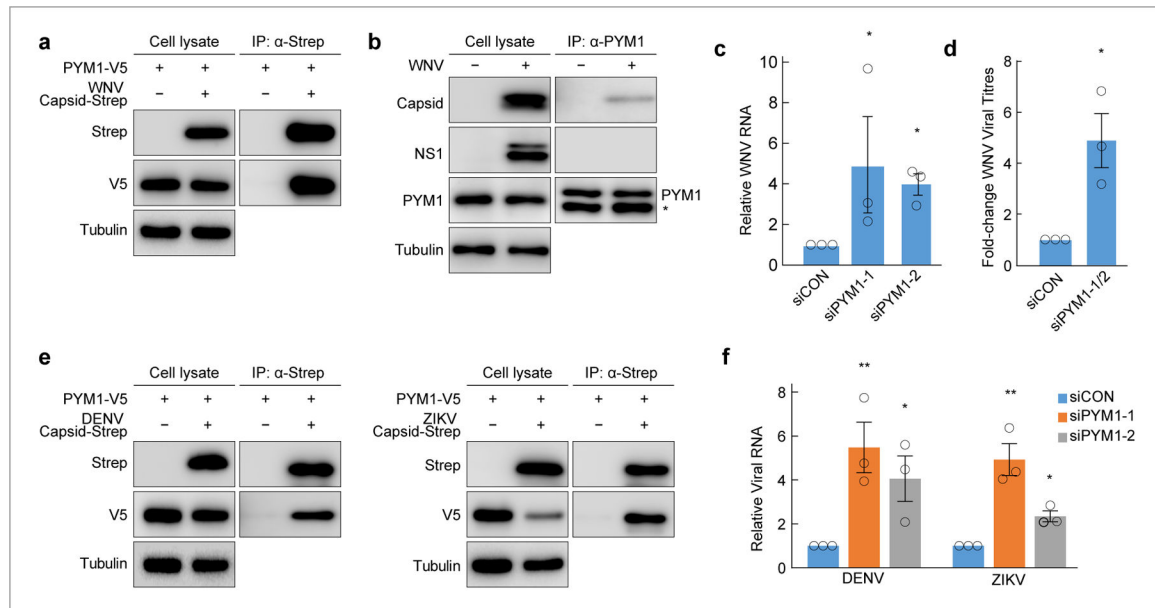 a
Cell lysate IP: α-Strep
PYM1-V5 + + + +
WNV
Capsid-Strep − + − +
Strep
V5
Tubulin
b
Cell lysate IP: α-PYM1
WNV − + − +
Capsid
NS1
PYM1 PYM1
*
Tubulin
c
Relative WNV RNA
10
8
6
4
2
0
*
*
siCON siPYM1-1 siPYM1-2
d
Fold-change WNV Viral Titres
8
6
4
2
0
*
siCON siPYM1-1/2
e
Cell lysate IP: α-Strep
PYM1-V5 + + + +
DENV
Capsid-Strep − + − +
Strep
V5
Tubulin
Cell lysate IP: α-Strep
PYM1-V5 + + + +
ZIKV
Capsid-Strep − + − +
Strep
V5
Tubulin
f
Relative Viral RNA
8
6
4
2
0
**
*
**
*
siCON
siPYM1-1
siPYM1-2
DENV ZIKV